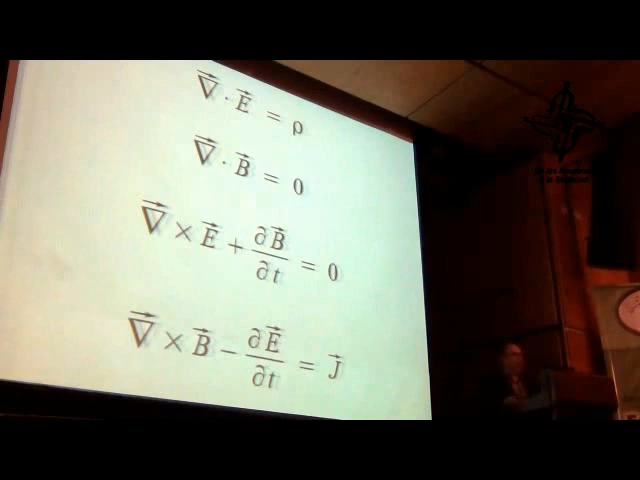 ∇⃗ · E⃗ = ρ
∇⃗ · B⃗ = 0
∇⃗ × E⃗ + ∂B⃗/∂t = 0
∇⃗ × B⃗ − ∂E⃗/∂t = J⃗